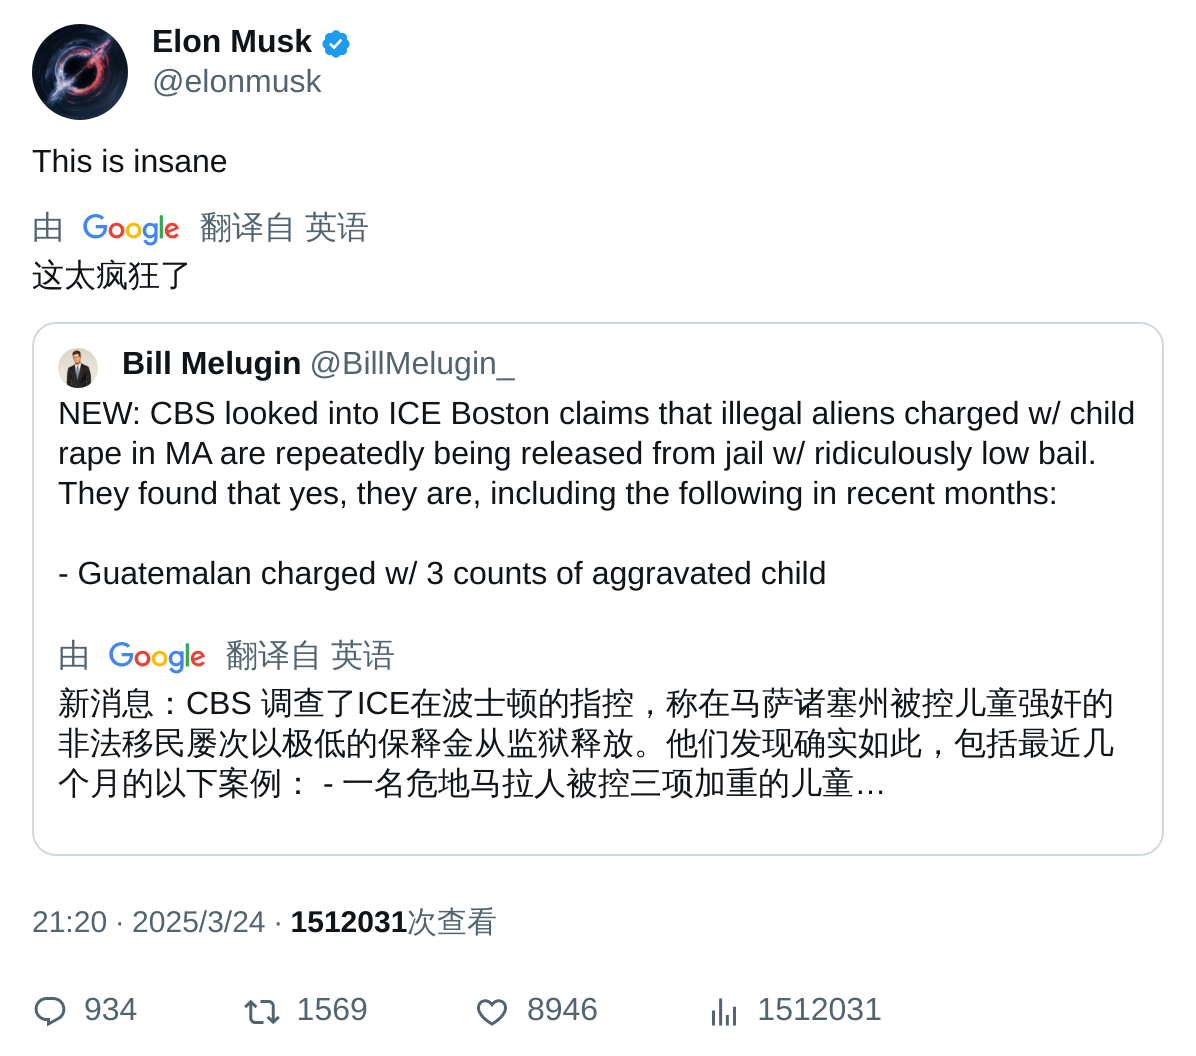 Elon Musk
@elonmusk
This is insane
由 Google 翻译自 英语
这太疯狂了
Bill Melugin @BillMelugin_
NEW: CBS looked into ICE Boston claims that illegal aliens charged w/ child
rape in MA are repeatedly being released from jail w/ ridiculously low bail.
They found that yes, they are, including the following in recent months:
- Guatemalan charged w/ 3 counts of aggravated child
由 Google 翻译自 英语
新消息：CBS 调查了ICE在波士顿的指控，称在马萨诸塞州被控儿童强奸的
非法移民屡次以极低的保释金从监狱释放。他们发现确实如此，包括最近几
个月的以下案例： - 一名危地马拉人被控三项加重的儿童…
21:20 · 2025/3/24 · 1512031次查看
934 1569 8946 1512031